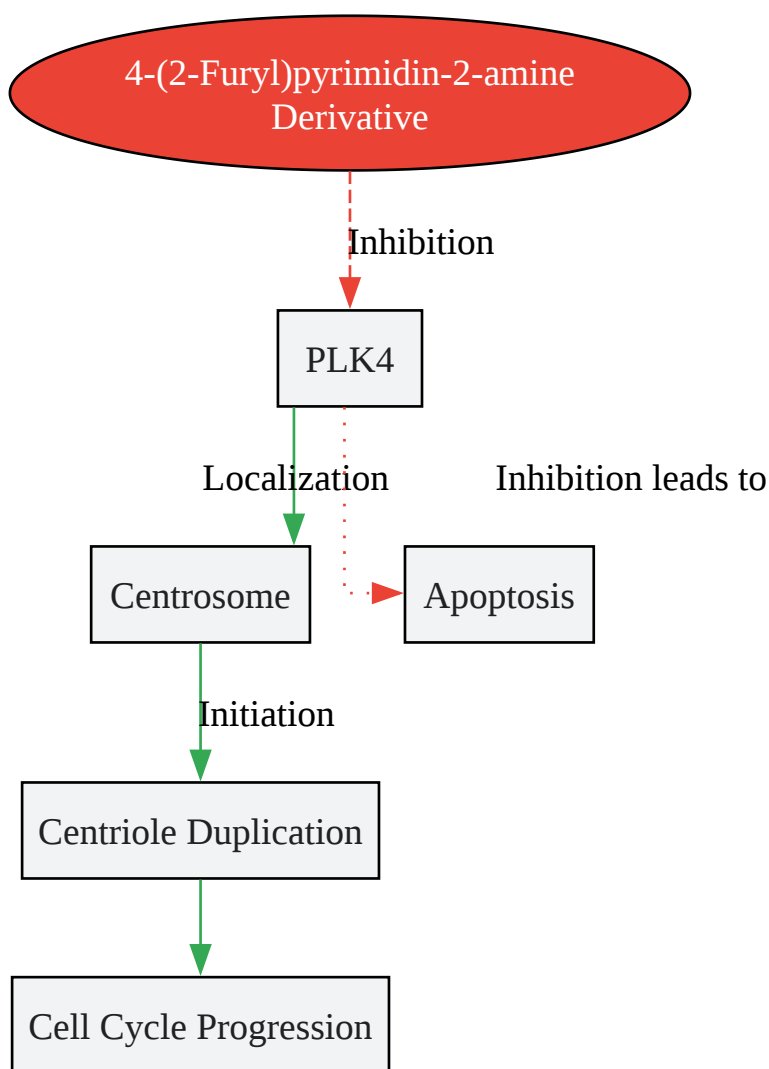 4-(2-Furyl)pyrimidin-2-amine
Derivative
Inhibition
PLK4
Localization
Inhibition leads to
Centrosome
Apoptosis
Initiation
Centriole Duplication
Cell Cycle Progression